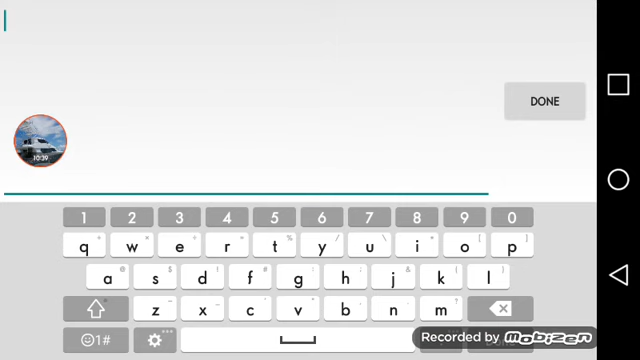 DONE
10:39
1 2 3 4 5 6 7 8 9 0
q w e r t y u i o p
a s d f g h j k l
z x c v b n m
1#
Recorded by mobizen